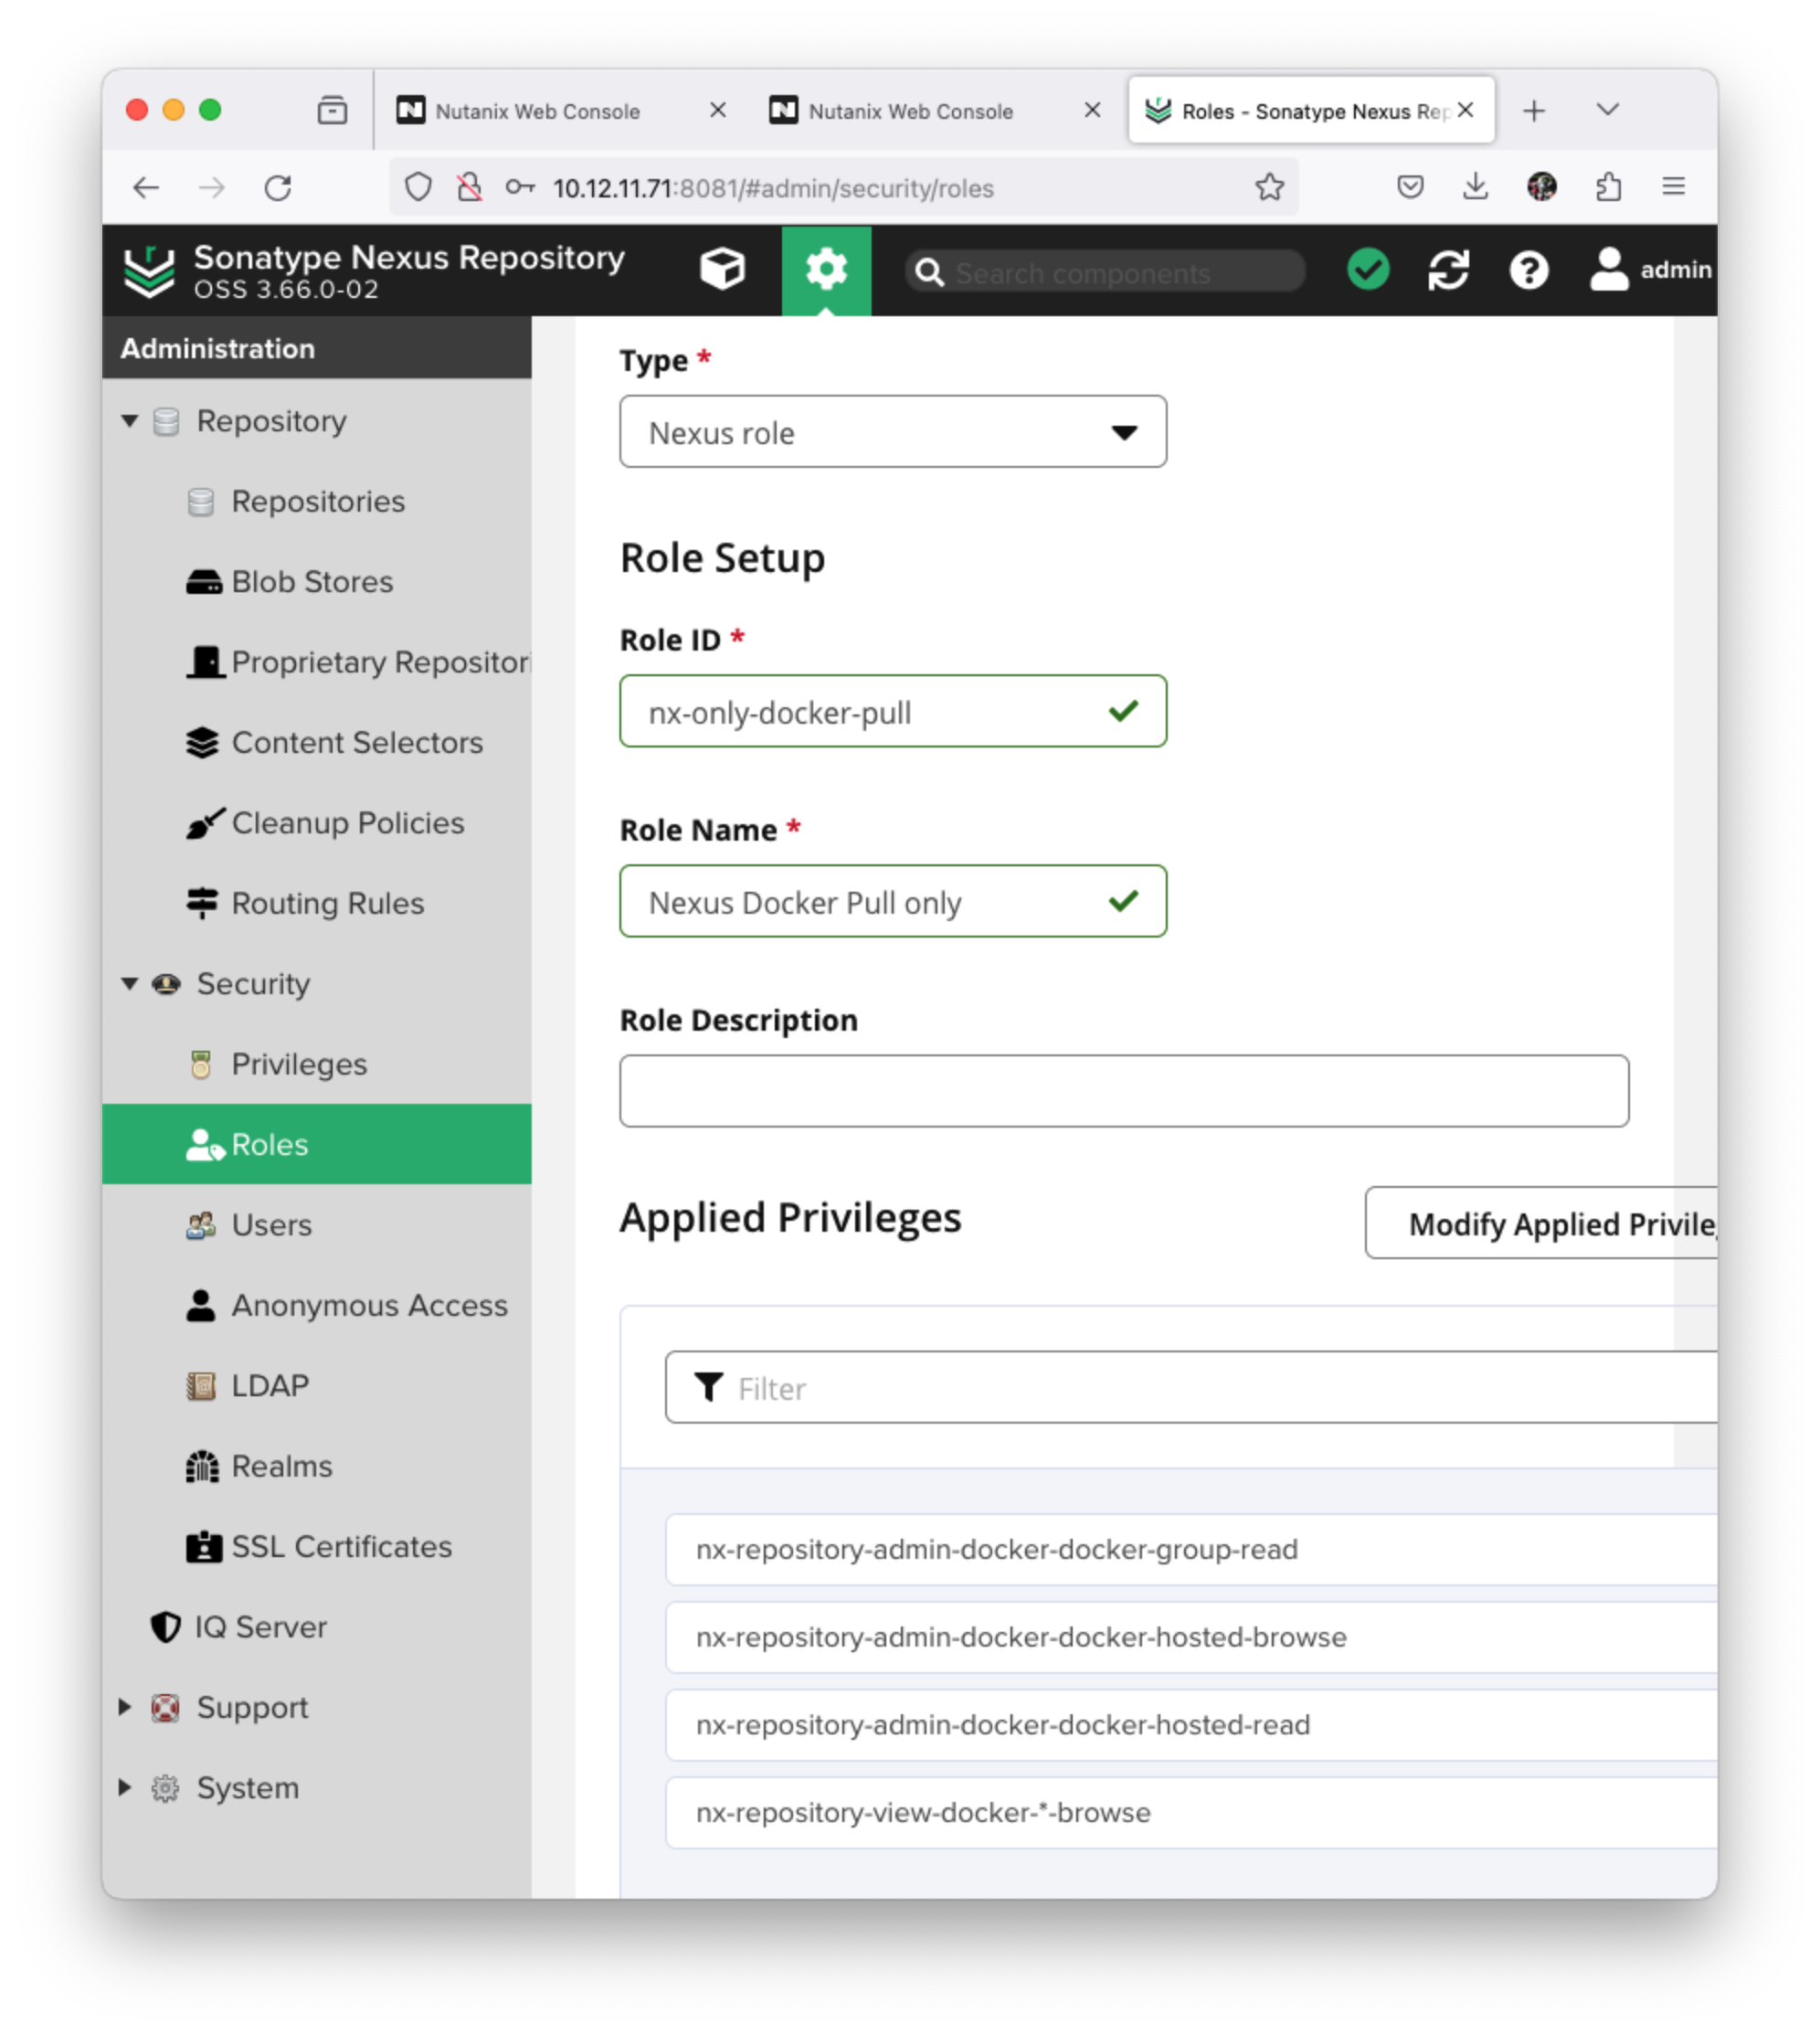 Nutanix Web Console
Nutanix Web Console
Roles - Sonatype Nexus Rep
10.12.11.71:8081/#admin/security/roles
Sonatype Nexus Repository
OSS 3.66.0-02
Search components
admin
Administration
Repository
Repositories
Blob Stores
Proprietary Repositori
Content Selectors
Cleanup Policies
Routing Rules
Security
Privileges
Roles
Users
Anonymous Access
LDAP
Realms
SSL Certificates
IQ Server
Support
System
Type *
Nexus role
Role Setup
Role ID *
nx-only-docker-pull
Role Name *
Nexus Docker Pull only
Role Description
Applied Privileges
Modify Applied Privile
Filter
nx-repository-admin-docker-docker-group-read
nx-repository-admin-docker-docker-hosted-browse
nx-repository-admin-docker-docker-hosted-read
nx-repository-view-docker-*-browse